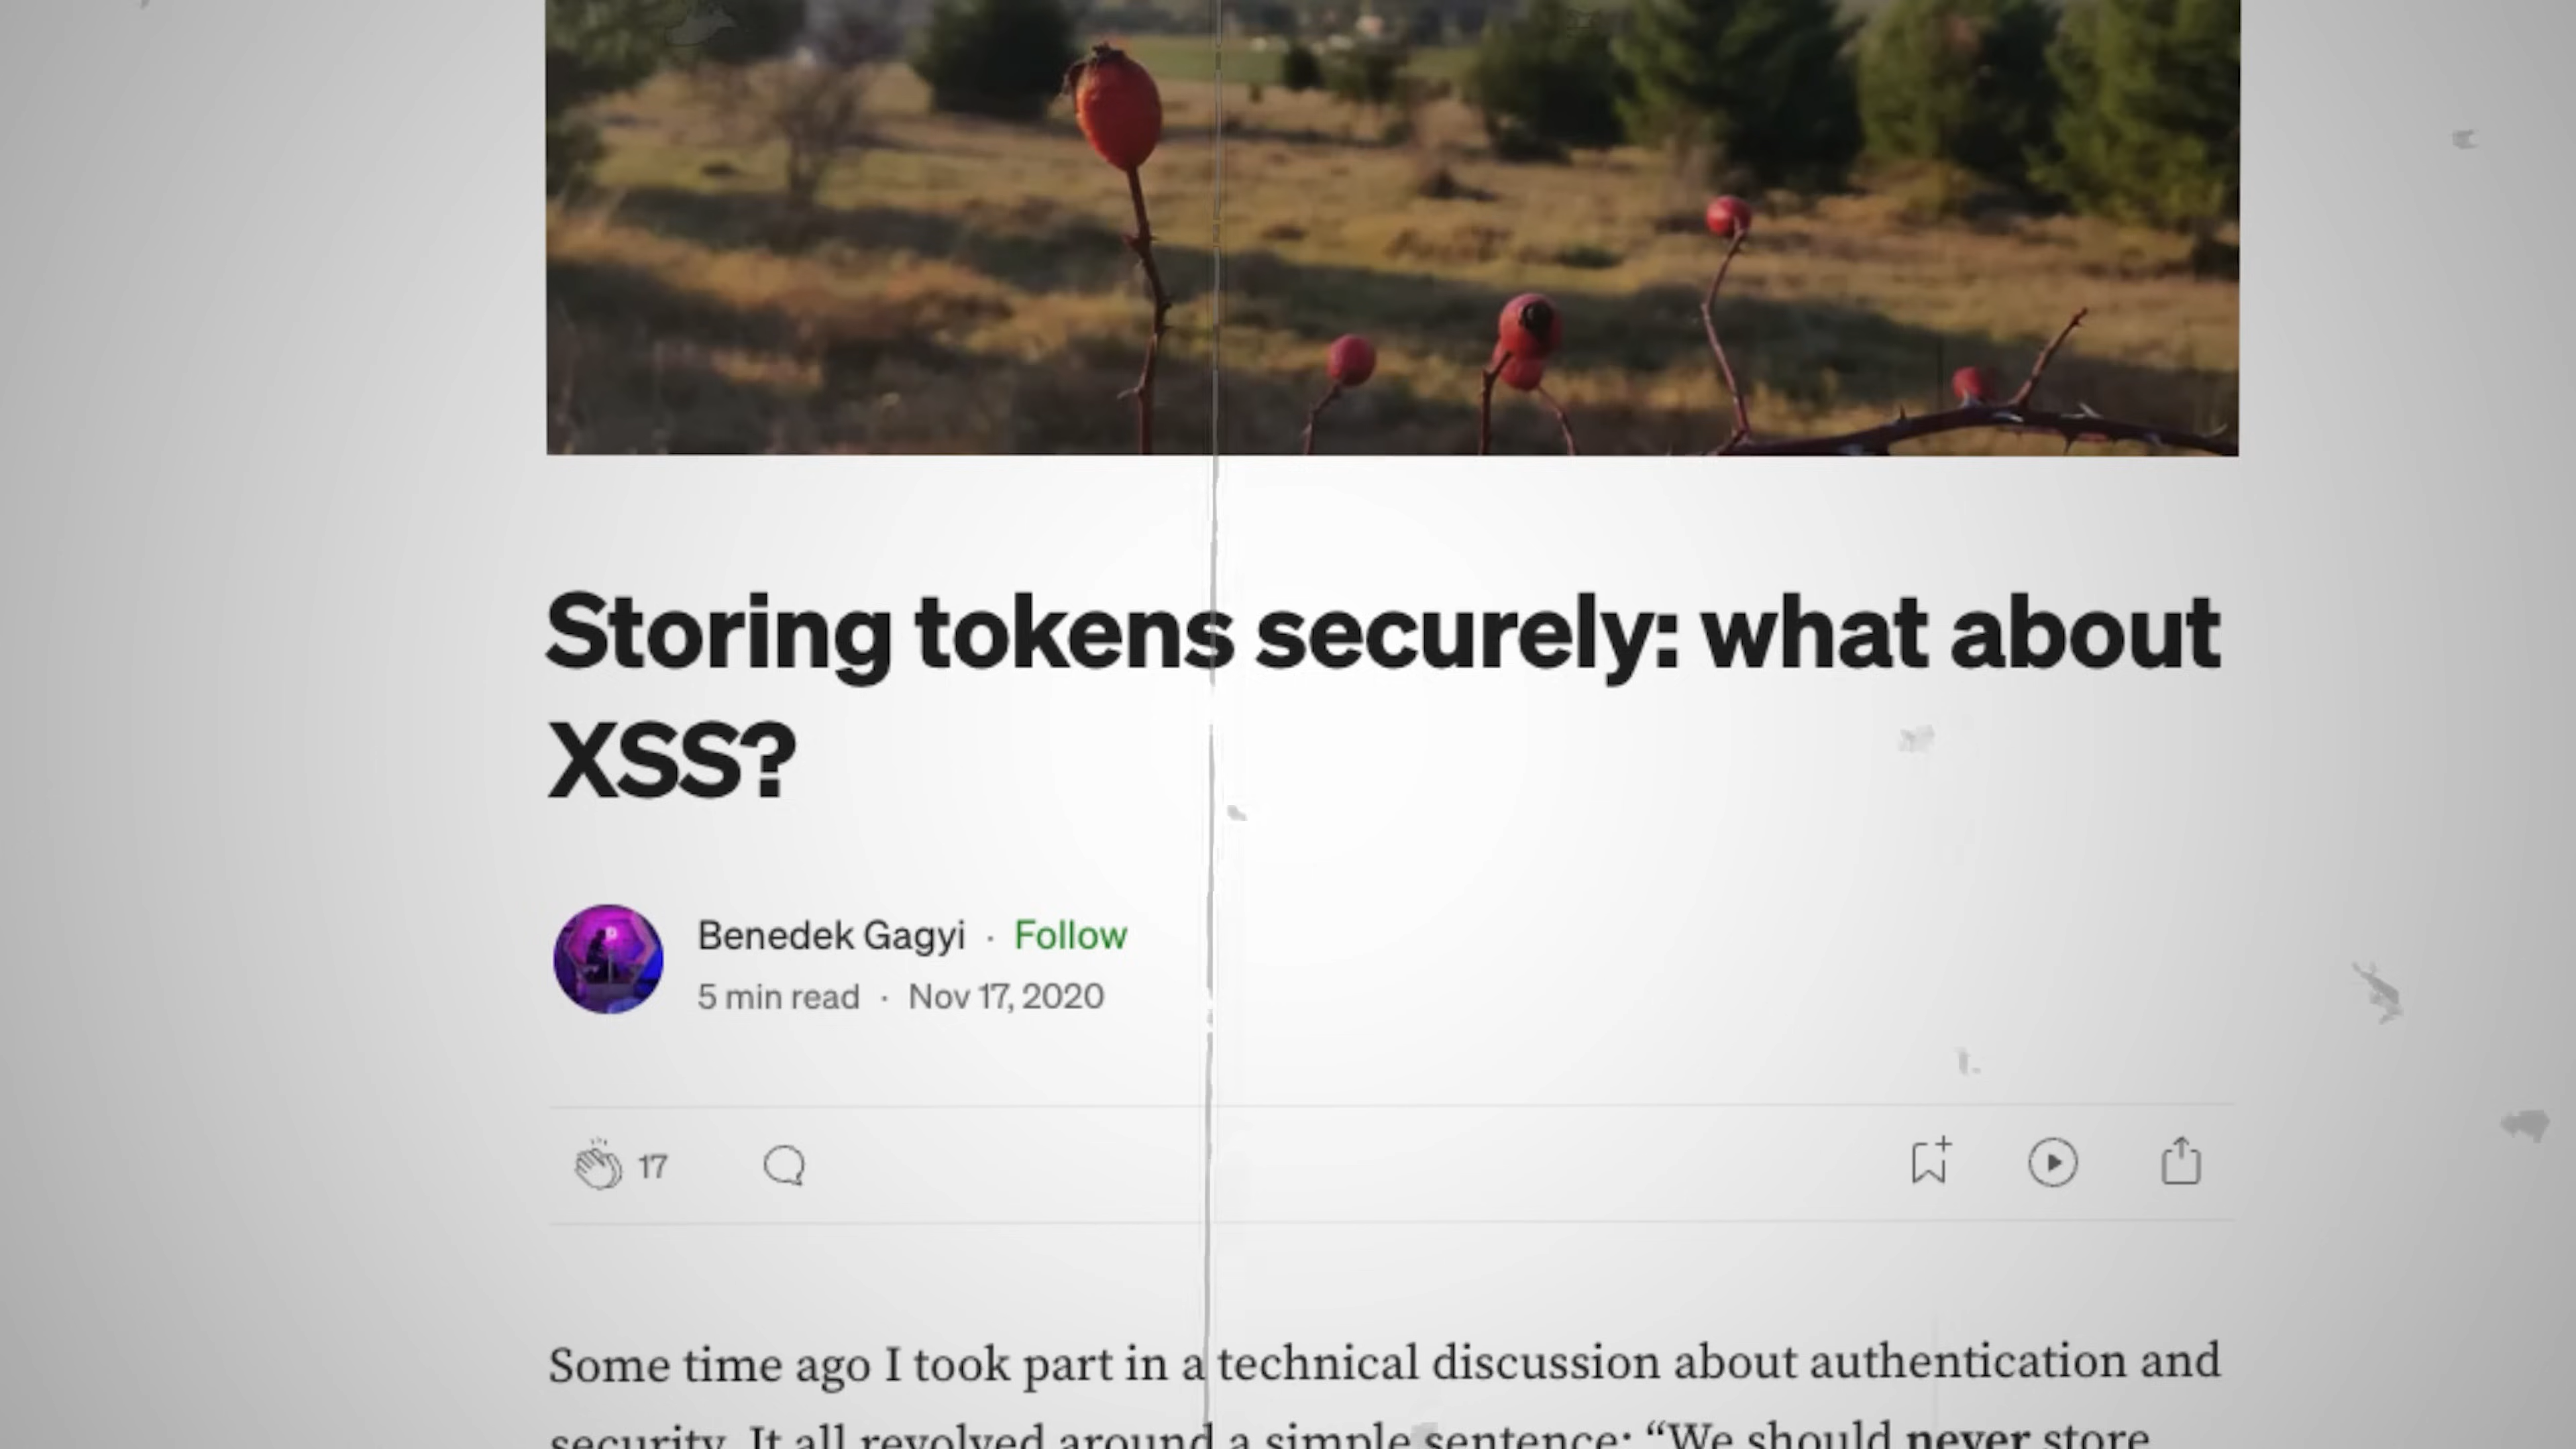 Storing tokens securely: what about
XSS?
Benedek Gagyi · Follow
5 min read · Nov 17, 2020
17
Some time ago I took part in a technical discussion about authentication and
security. It all revolved around a simple sentence: “We should never store